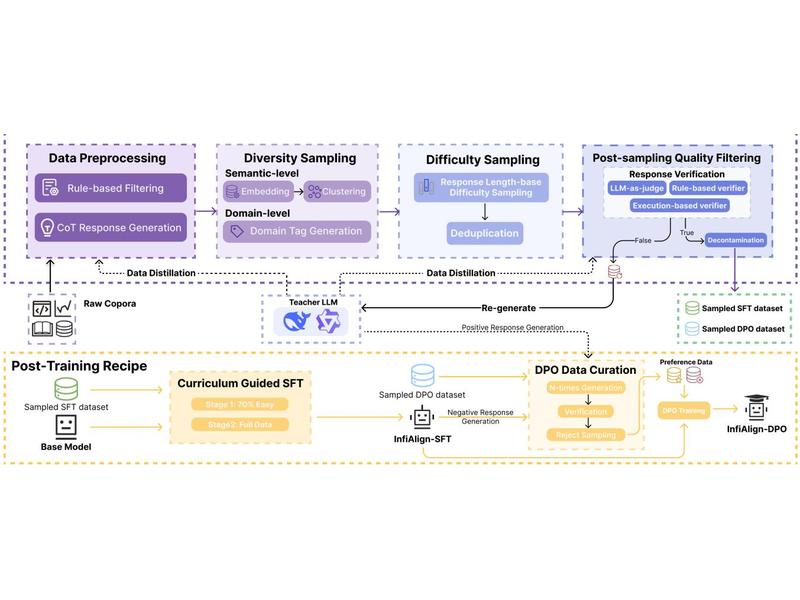 Data Preprocessing
Rule-based Filtering
CoT Response Generation
Diversity Sampling
Semantic-level
Embedding
Clustering
Domain-level
Domain Tag Generation
Difficulty Sampling
Response Length-base
Difficulty Sampling
Deduplication
Post-sampling Quality Filtering
Response Verification
LLM-as-judge
Rule-based verifier
Execution-based verifier
False
True
Decontamination
Data Distillation
Data Distillation
Raw Copora
Teacher LLM
Re-generate
Sampled SFT dataset
Sampled DPO dataset
Positive Response Generation
Post-Training Recipe
Sampled SFT dataset
Base Model
Curriculum Guided SFT
Stage 1: 70% Easy
Stage2: Full Data
Sampled DPO dataset
InfiAlign-SFT
Negative Response
Generation
DPO Data Curation
N-times Generation
Verification
Reject Sampling
Preference Data
DPO Training
InfiAlign-DPO